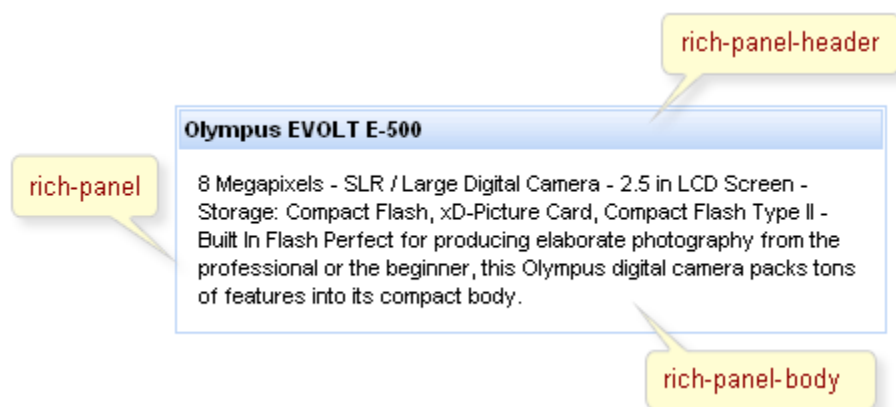 rich-panel-header
Olympus EVOLT E-500
rich-panel
8 Megapixels - SLR / Large Digital Camera - 2.5 in LCD Screen -
Storage: Compact Flash, xD-Picture Card, Compact Flash Type II -
Built In Flash Perfect for producing elaborate photography from the
professional or the beginner, this Olympus digital camera packs tons
of features into its compact body.
rich-panel-body